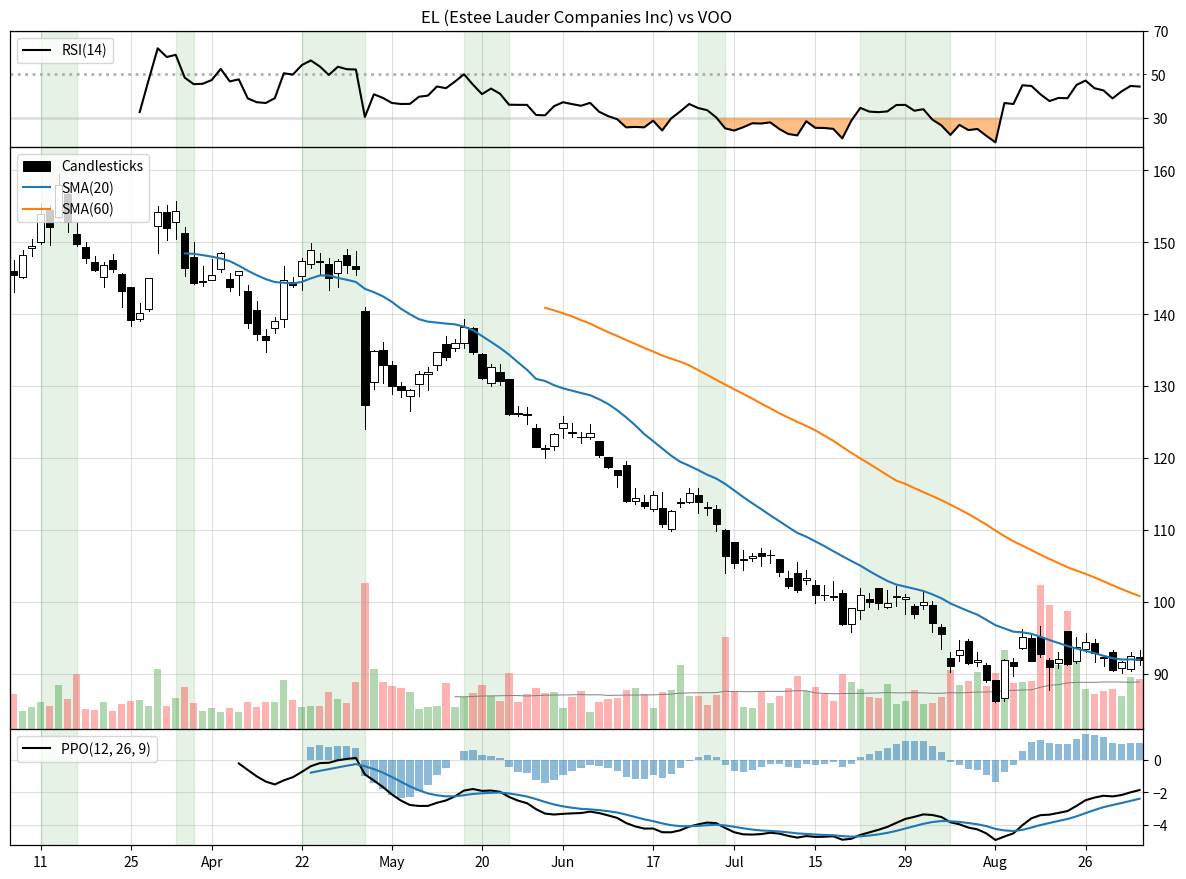 EL (Estee Lauder Companies Inc) vs VOO
RSI(14)
70
50
30
Candlesticks
SMA(20)
SMA(60)
160
150
140
130
120
110
100
90
PPO(12, 26, 9)
0
−2
−4
11 25 Apr 22 May 20 Jun 17 Jul 15 29 Aug 26